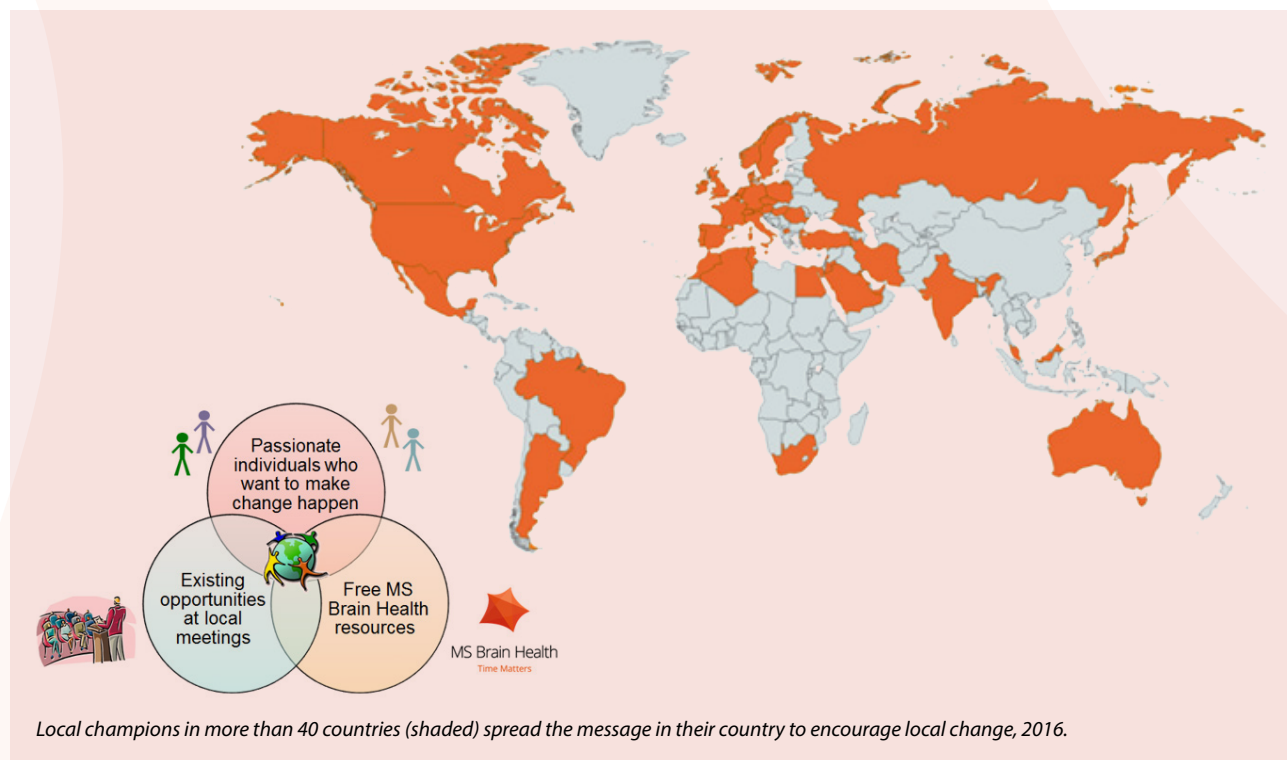 Passionate
individuals who
want to make
change happen
Existing
opportunities
at local
meetings
Free MS
Brain Health
resources
MS Brain Health
Time Matters
Local champions in more than 40 countries (shaded) spread the message in their country to encourage local change, 2016.